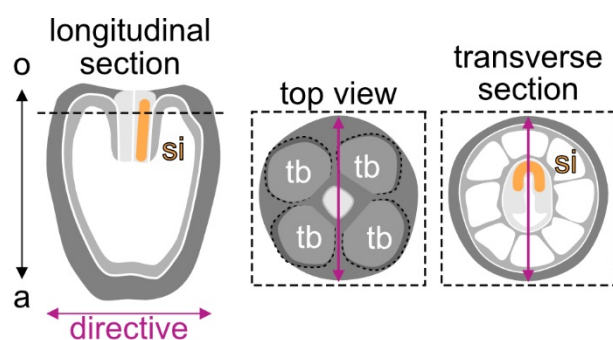 longitudinal
section
o
a
si
directive
top view
tb
tb
tb
tb
transverse
section
si